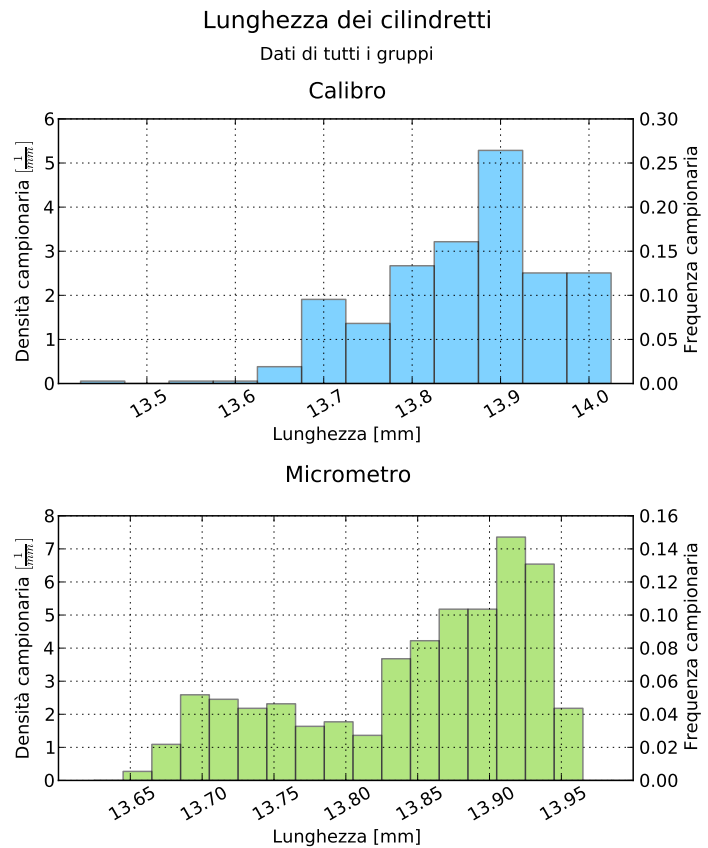 Lunghezza dei cilindretti
Dati di tutti i gruppi
Calibro
Densità campionaria [1/mm]
6
5
4
3
2
1
0
0.30
0.25
0.20
0.15
0.10
0.05
0.00
Frequenza campionaria
13.5 13.6 13.7 13.8 13.9 14.0
Lunghezza [mm]
Micrometro
Densità campionaria [1/mm]
8
7
6
5
4
3
2
1
0
0.16
0.14
0.12
0.10
0.08
0.06
0.04
0.02
0.00
Frequenza campionaria
13.65 13.70 13.75 13.80 13.85 13.90 13.95
Lunghezza [mm]